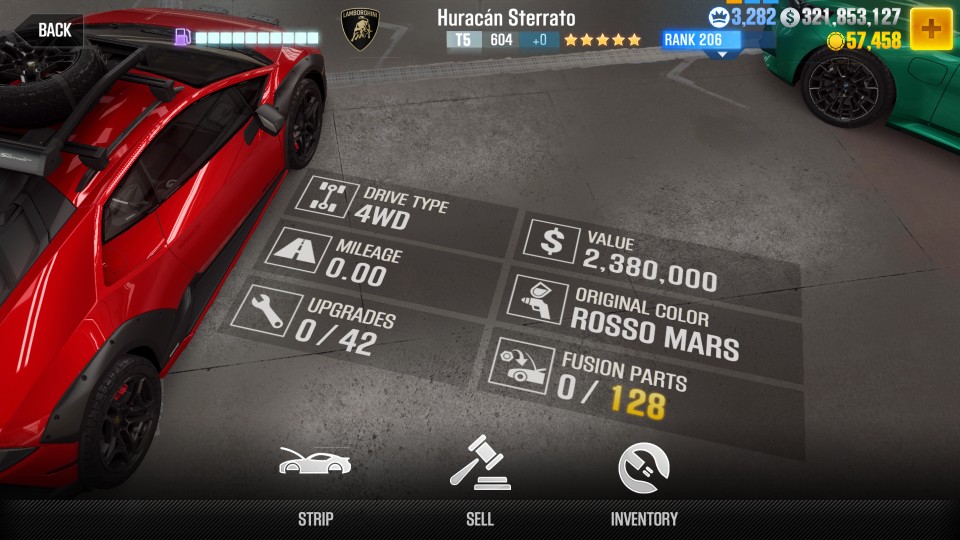 BACK
LAMBORGHINI
Huracán Sterrato
T5 604 +0
RANK 206
3,282
$ 321,853,127
57,458
DRIVE TYPE
4WD
MILEAGE
0.00
UPGRADES
0 / 42
$
VALUE
2,380,000
ORIGINAL COLOR
ROSSO MARS
FUSION PARTS
0 / 128
STRIP
SELL
INVENTORY